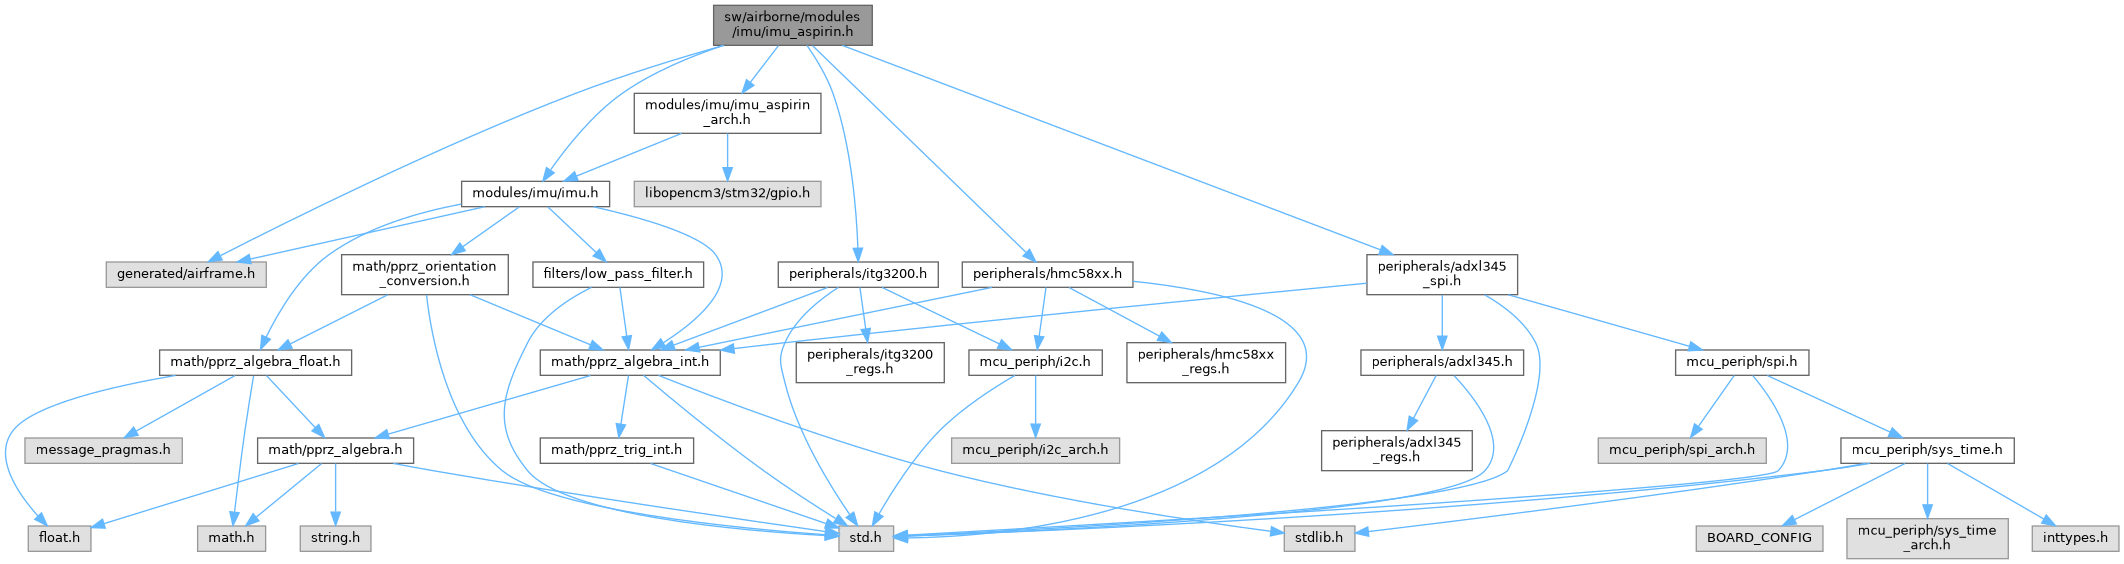 sw/airborne/modules
/imu/imu_aspirin.h
modules/imu/imu_aspirin
_arch.h
modules/imu/imu.h
libopencm3/stm32/gpio.h
generated/airframe.h
math/pprz_orientation
_conversion.h
filters/low_pass_filter.h
peripherals/itg3200.h
peripherals/hmc58xx.h
peripherals/adxl345
_spi.h
math/pprz_algebra_float.h
math/pprz_algebra_int.h
peripherals/itg3200
_regs.h
mcu_periph/i2c.h
peripherals/hmc58xx
_regs.h
peripherals/adxl345.h
mcu_periph/spi.h
message_pragmas.h
math/pprz_algebra.h
math/pprz_trig_int.h
mcu_periph/i2c_arch.h
peripherals/adxl345
_regs.h
mcu_periph/spi_arch.h
mcu_periph/sys_time.h
float.h
math.h
string.h
std.h
stdlib.h
BOARD_CONFIG
mcu_periph/sys_time
_arch.h
inttypes.h